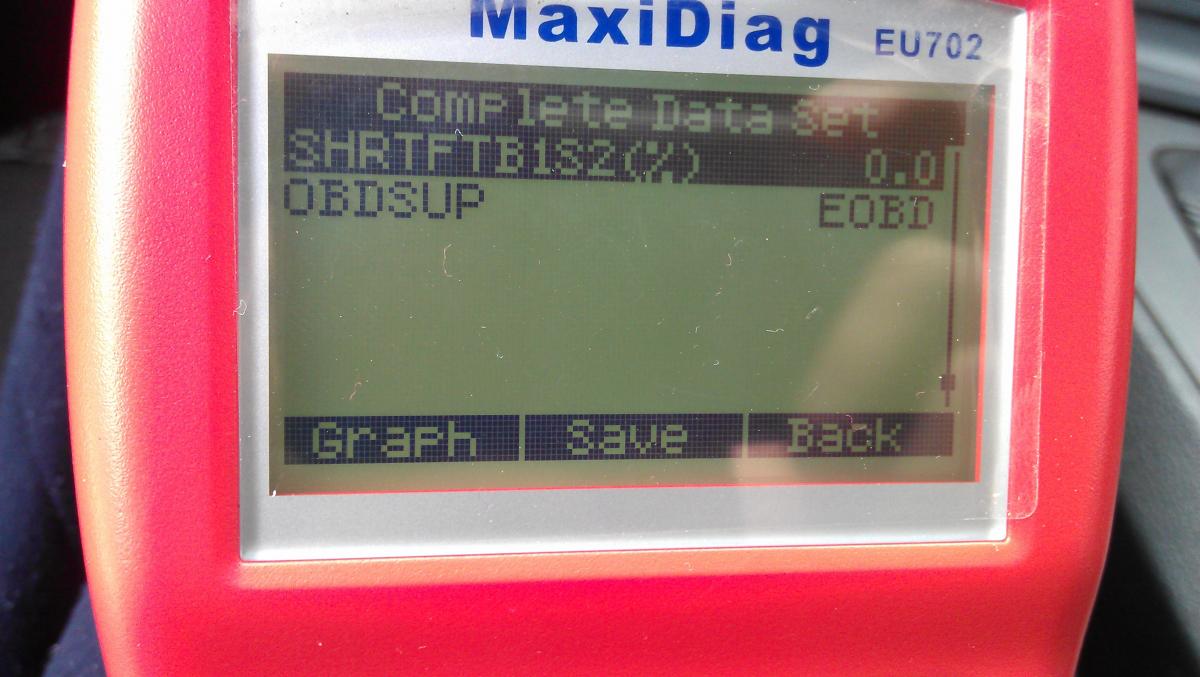 MaxiDiag EU702
Complete Data Set
SHRTFTB1S2(%) 0.0
OBDSUP EOBD
Graph Save Back